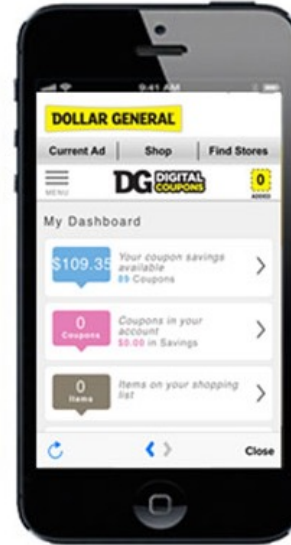 9:41 AM
DOLLAR GENERAL
Current Ad | Shop | Find Stores
MENU
DG DIGITAL COUPONS
0
ADDED
My Dashboard
$109.35
Your coupon savings
available
89 Coupons
0
Coupons
Coupons in your
account
$0.00 in Savings
0
Items
Items on your shopping
list
Close